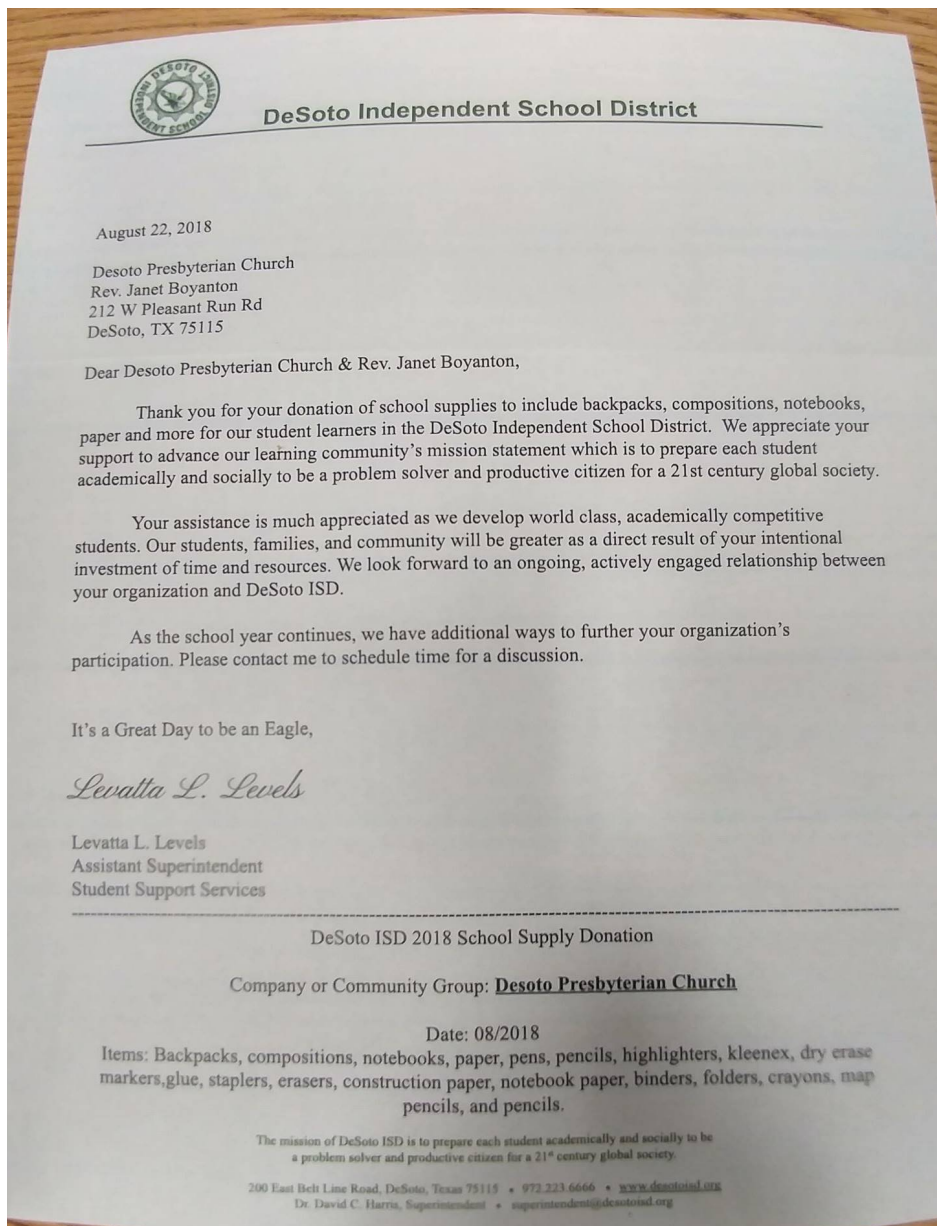 DESOTO INDEPENDENT SCHOOL DISTRICT
DeSoto Independent School District
August 22, 2018
Desoto Presbyterian Church
Rev. Janet Boyanton
212 W Pleasant Run Rd
DeSoto, TX 75115
Dear Desoto Presbyterian Church & Rev. Janet Boyanton,
Thank you for your donation of school supplies to include backpacks, compositions, notebooks,
paper and more for our student learners in the DeSoto Independent School District. We appreciate your
support to advance our learning community's mission statement which is to prepare each student
academically and socially to be a problem solver and productive citizen for a 21st century global society.
Your assistance is much appreciated as we develop world class, academically competitive
students. Our students, families, and community will be greater as a direct result of your intentional
investment of time and resources. We look forward to an ongoing, actively engaged relationship between
your organization and DeSoto ISD.
As the school year continues, we have additional ways to further your organization's
participation. Please contact me to schedule time for a discussion.
It's a Great Day to be an Eagle,
Levatta L. Levels
Levatta L. Levels
Assistant Superintendent
Student Support Services
DeSoto ISD 2018 School Supply Donation
Company or Community Group: Desoto Presbyterian Church
Date: 08/2018
Items: Backpacks, compositions, notebooks, paper, pens, pencils, highlighters, kleenex, dry erase
markers,glue, staplers, erasers, construction paper, notebook paper, binders, folders, crayons, map
pencils, and pencils.
The mission of DeSoto ISD is to prepare each student academically and socially to be
a problem solver and productive citizen for a 21st century global society.
200 East Belt Line Road, DeSoto, Texas 75115 • 972.223.6666 • www.desotoisd.org
Dr. David C. Harris, Superintendent • superintendent@desotoisd.org